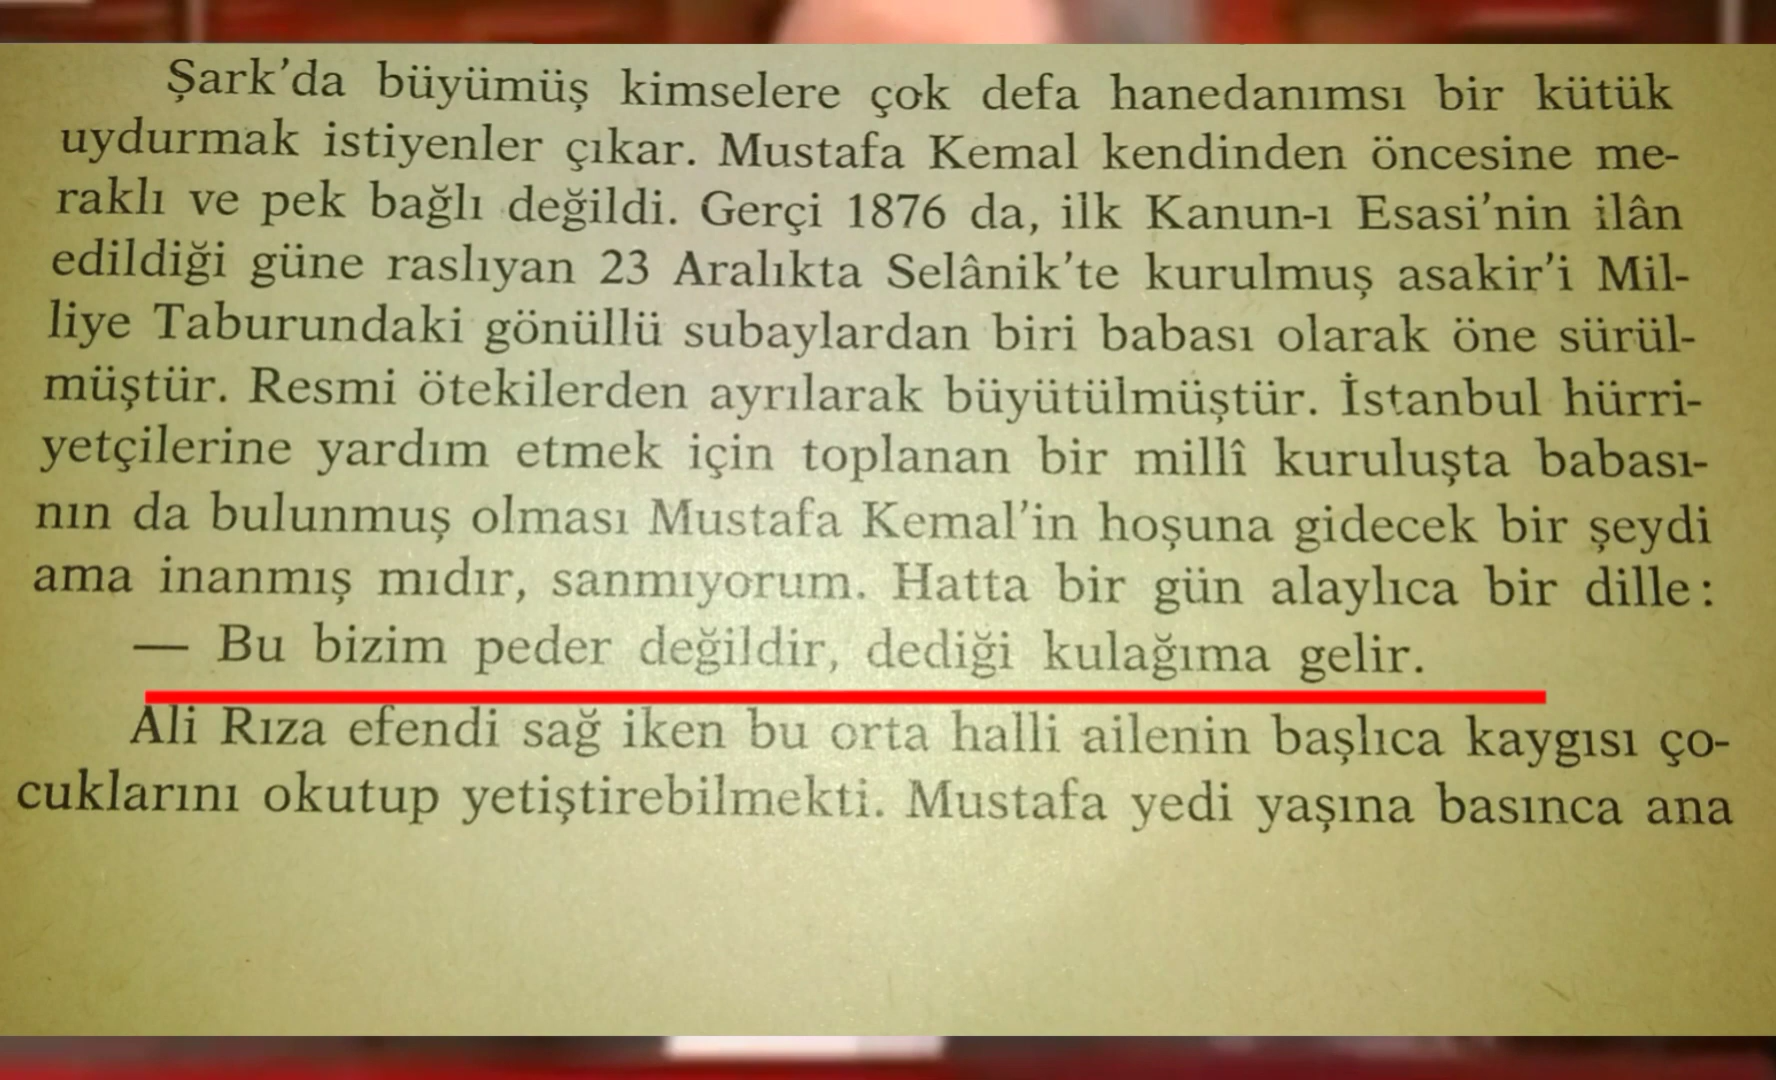 Şark'da büyümüş kimselere çok defa hanedanımsı bir kütük
uydurmak istiyenler çıkar. Mustafa Kemal kendinden öncesine me-
raklı ve pek bağlı değildi. Gerçi 1876 da, ilk Kanun-ı Esasi'nin ilân
edildiği güne raslıyan 23 Aralıkta Selânik'te kurulmuş asakir'i Mil-
liye Taburundaki gönüllü subaylardan biri babası olarak öne sürül-
müştür. Resmi ötekilerden ayrılarak büyütülmüştür. İstanbul hürri-
yetçilerine yardım etmek için toplanan bir millî kuruluşta babası-
nın da bulunmuş olması Mustafa Kemal'in hoşuna gidecek bir şeydi
ama inanmış mıdır, sanmıyorum. Hatta bir gün alaylıca bir dille:
— Bu bizim peder değildir, dediği kulağıma gelir.
Ali Rıza efendi sağ iken bu orta halli ailenin başlıca kaygısı ço-
cuklarını okutup yetiştirebilmekti. Mustafa yedi yaşına basınca ana